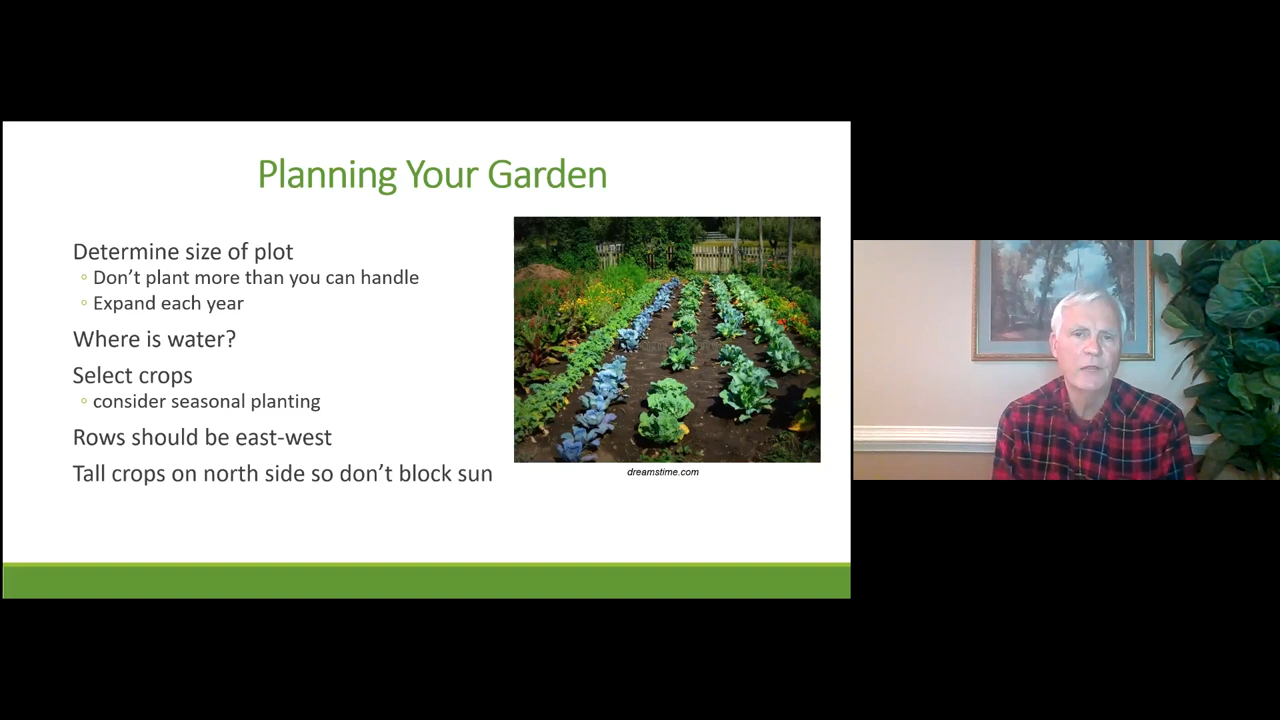 Planning Your Garden
Determine size of plot
◦ Don’t plant more than you can handle
◦ Expand each year
Where is water?
Select crops
◦ consider seasonal planting
Rows should be east-west
Tall crops on north side so don’t block sun
dreamstime.com